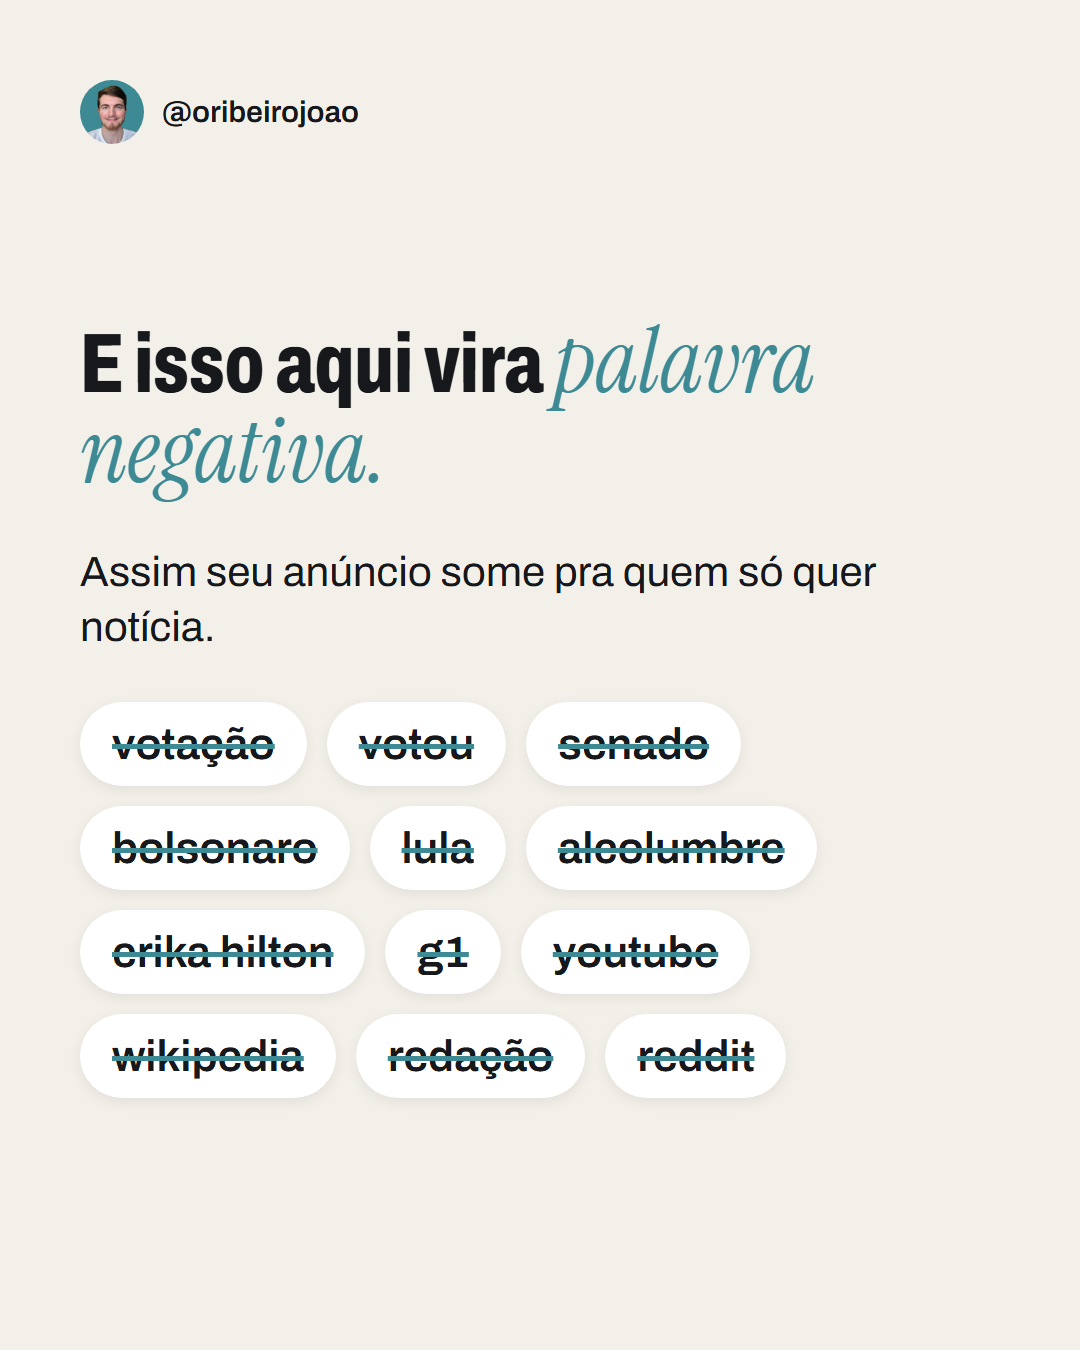 @oribeirojoao
E isso aqui vira palavra
negativa.
Assim seu anúncio some pra quem só quer
notícia.
votação votou senado
bolsonaro lula alcolumbre
erika hilton g1 youtube
wikipedia redação reddit